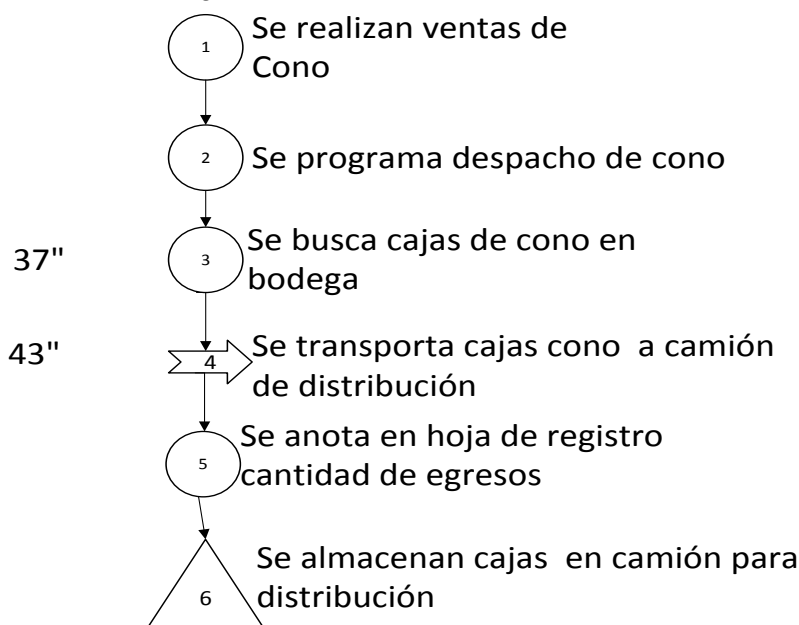 1
Se realizan ventas de
Cono
2
Se programa despacho de cono
37"
3
Se busca cajas de cono en
bodega
43"
4
Se transporta cajas cono a camión
de distribución
5
Se anota en hoja de registro
cantidad de egresos
6
Se almacenan cajas en camión para
distribución